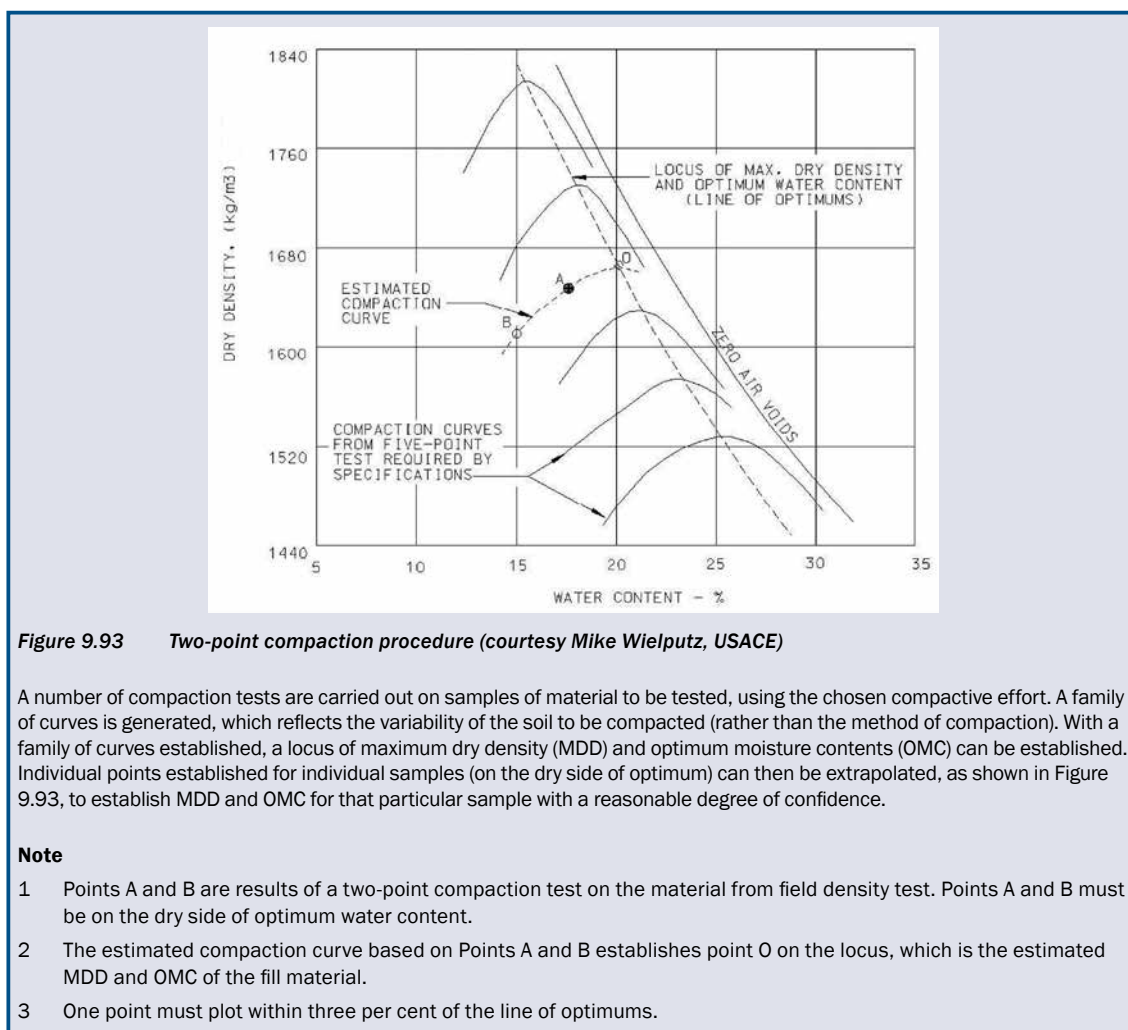 1840
1760
1680
1600
1520
1440
DRY DENSITY, (kg/m3)
LOCUS OF MAX. DRY DENSITY
AND OPTIMUM WATER CONTENT
(LINE OF OPTIMUMS)
O
A
B
ESTIMATED
COMPACTION
CURVE
ZERO AIR VOIDS
COMPACTION CURVES
FROM FIVE-POINT
TEST REQUIRED BY
SPECIFICATIONS
5 10 15 20 25 30 35
WATER CONTENT - %
Figure 9.93 Two-point compaction procedure (courtesy Mike Wielputz, USACE)
A number of compaction tests are carried out on samples of material to be tested, using the chosen compactive effort. A family
of curves is generated, which reflects the variability of the soil to be compacted (rather than the method of compaction). With a
family of curves established, a locus of maximum dry density (MDD) and optimum moisture contents (OMC) can be established.
Individual points established for individual samples (on the dry side of optimum) can then be extrapolated, as shown in Figure
9.93, to establish MDD and OMC for that particular sample with a reasonable degree of confidence.
Note
1 Points A and B are results of a two-point compaction test on the material from field density test. Points A and B must
be on the dry side of optimum water content.
2 The estimated compaction curve based on Points A and B establishes point O on the locus, which is the estimated
MDD and OMC of the fill material.
3 One point must plot within three per cent of the line of optimums.